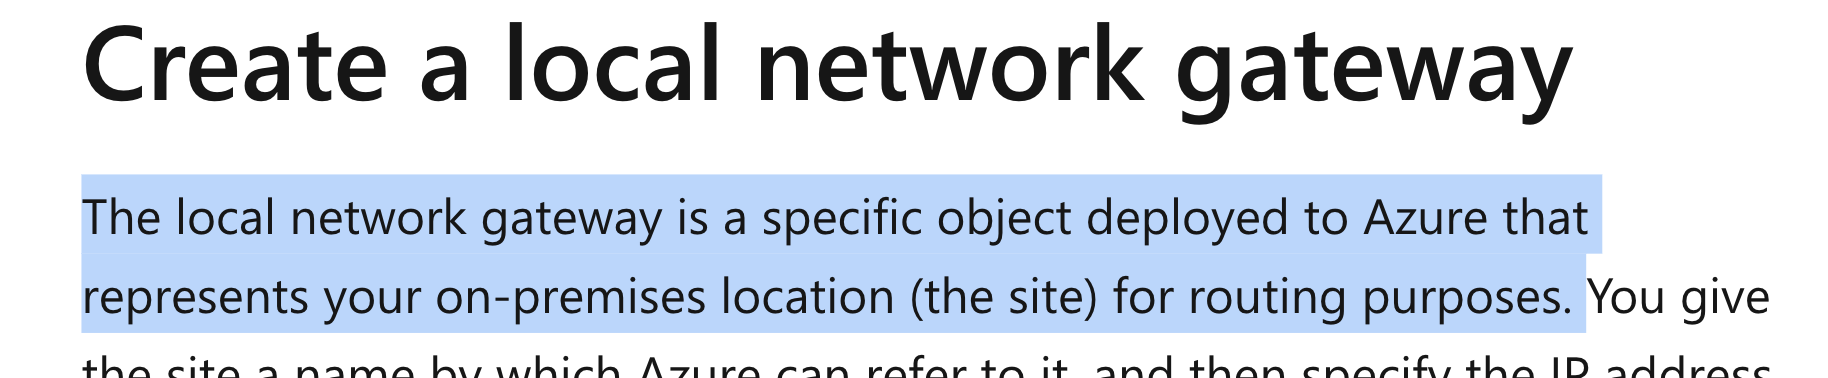 Create a local network gateway
The local network gateway is a specific object deployed to Azure that
represents your on-premises location (the site) for routing purposes. You give
the site a name by which Azure can refer to it, and then specify the IP address